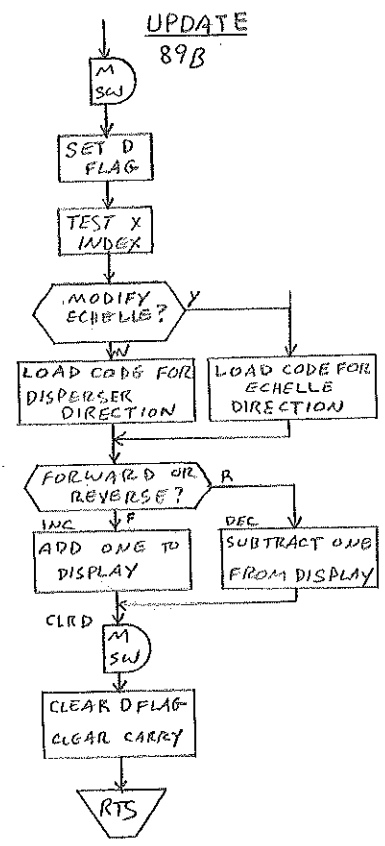 UPDATE
89B
M
SW
SET D
FLAG
TEST X
INDEX
MODIFY
ECHELLE?
Y
N
LOAD CODE FOR
DISPERSER
DIRECTION
LOAD CODE FOR
ECHELLE
DIRECTION
FORWARD OR
REVERSE?
R
INC
F
DEC
ADD ONE TO
DISPLAY
SUBTRACT ONE
FROM DISPLAY
CLRD
M
SW
CLEAR D FLAG
CLEAR CARRY
RTS